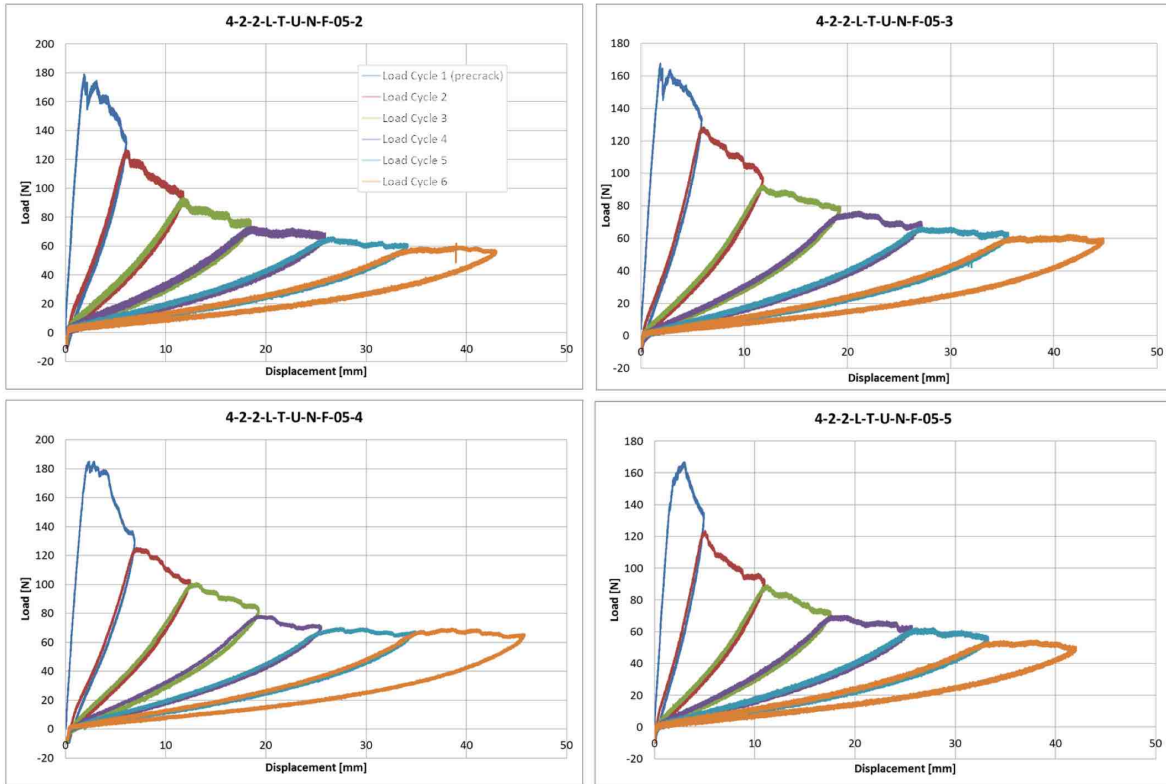 4-2-2-L-T-U-N-F-05-2
200
180
160
140
120
100
80
60
40
20
0
-20
Load [N]
Load Cycle 1 (precrack)
Load Cycle 2
Load Cycle 3
Load Cycle 4
Load Cycle 5
Load Cycle 6
0 10 20 30 40 50
Displacement [mm]
4-2-2-L-T-U-N-F-05-3
180
160
140
120
100
80
60
40
20
0
-20
Load [N]
0 10 20 30 40 50
Displacement [mm]
4-2-2-L-T-U-N-F-05-4
200
180
160
140
120
100
80
60
40
20
0
-20
Load [N]
0 10 20 30 40 50
Displacement [mm]
4-2-2-L-T-U-N-F-05-5
180
160
140
120
100
80
60
40
20
0
-20
Load [N]
0 10 20 30 40 50
Displacement [mm]